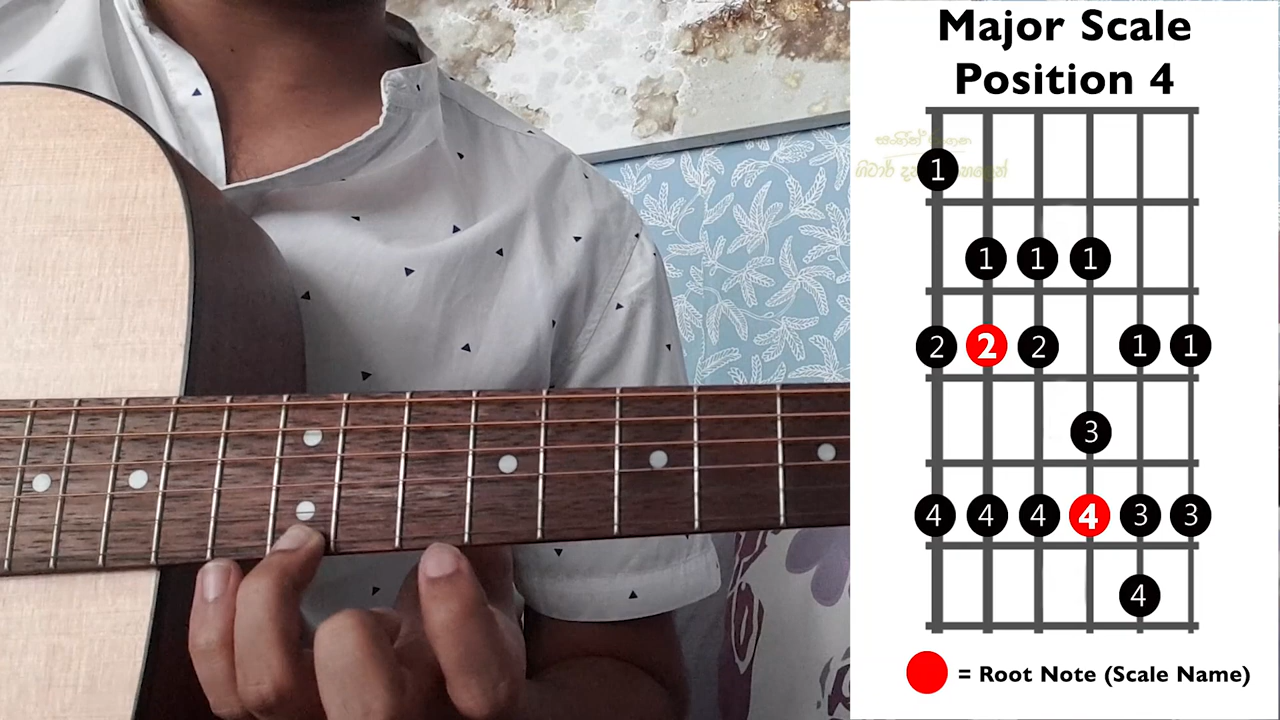 Major Scale
Position 4
1
1 1 1
2 2 2 1 1
3
4 4 4 4 3 3
4
= Root Note (Scale Name)